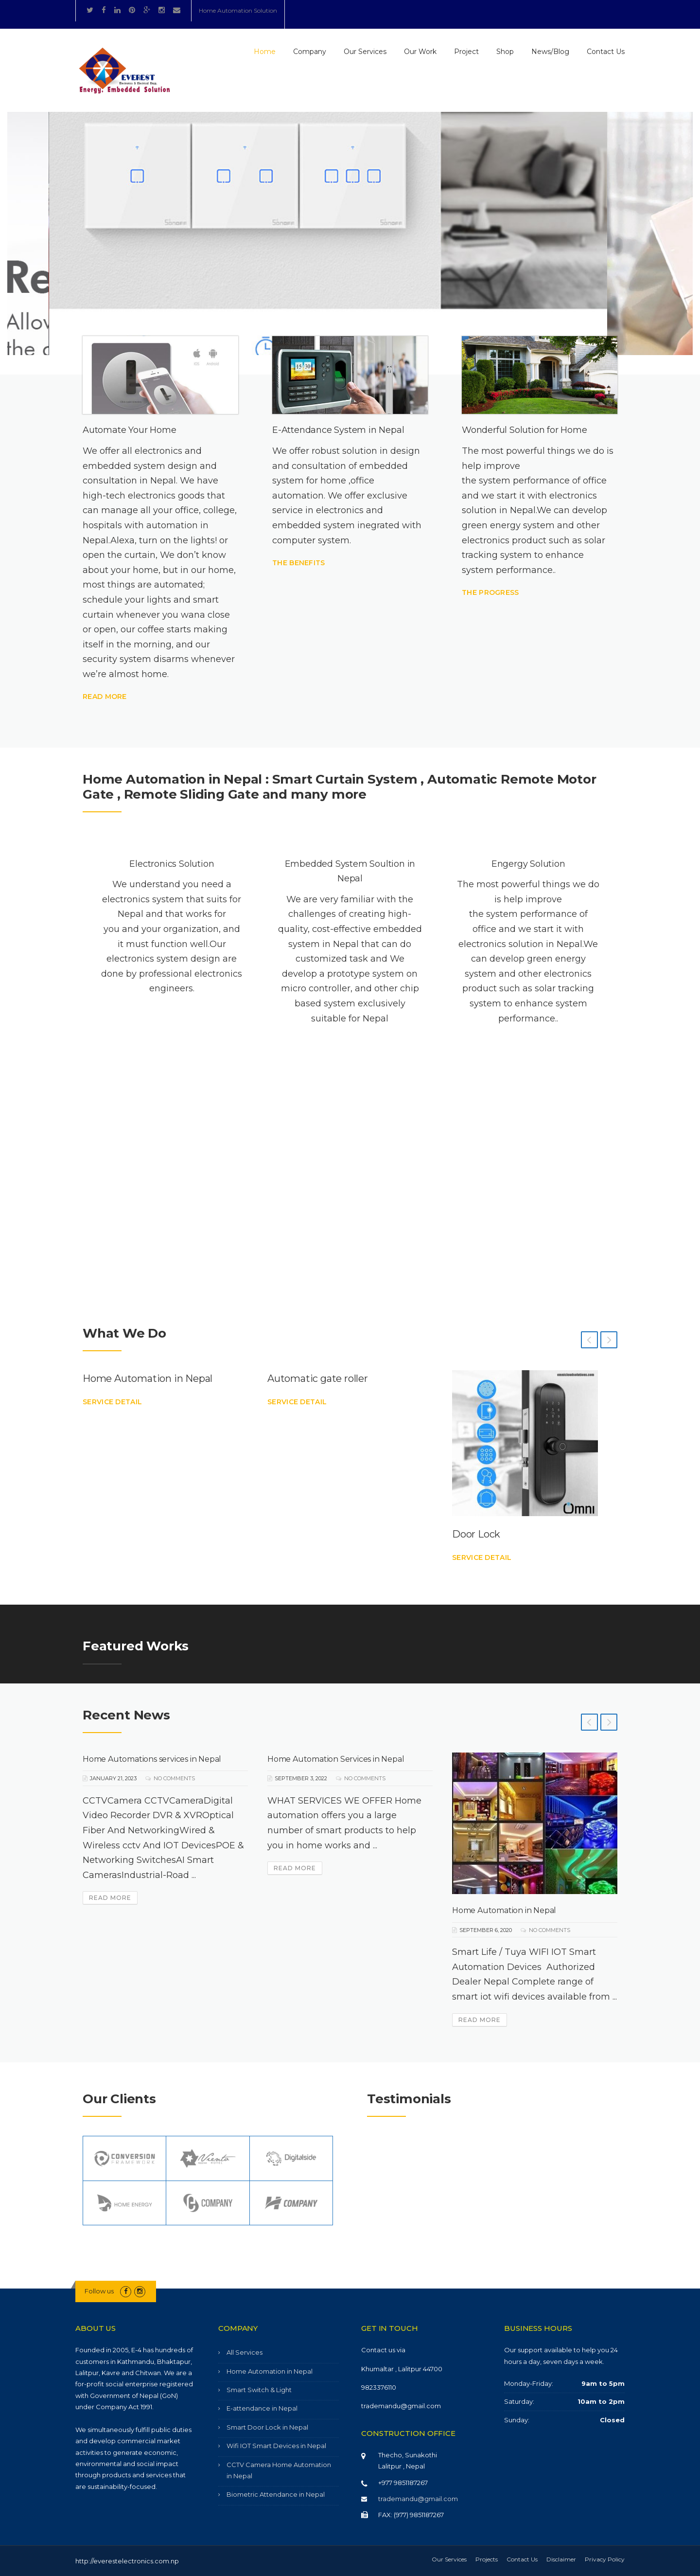 Home Automation Solution
EVEREST
Energy, Embedded Solution
Home
Company
Our Services
Our Work
Project
Shop
News/Blog
Contact Us
Re
Allow
the c
Automate Your Home
We offer all electronics and
embedded system design and
consultation in Nepal. We have
high-tech electronics goods that
can manage all your office, college,
hospitals with automation in
Nepal.Alexa, turn on the lights! or
open the curtain, We don't know
about your home, but in our home,
most things are automated;
schedule your lights and smart
curtain whenever you wana close
or open, our coffee starts making
itself in the morning, and our
security system disarms whenever
we're almost home.
READ MORE
E-Attendance System in Nepal
We offer robust solution in design
and consultation of embedded
system for home ,office
automation. We offer exclusive
service in electronics and
embedded system inegrated with
computer system.
THE BENEFITS
Wonderful Solution for Home
The most powerful things we do is
help improve
the system performance of office
and we start it with electronics
solution in Nepal.We can develop
green energy system and other
electronics product such as solar
tracking system to enhance
system performance..
THE PROGRESS
Home Automation in Nepal : Smart Curtain System , Automatic Remote Motor
Gate , Remote Sliding Gate and many more
Electronics Solution
We understand you need a
electronics system that suits for
Nepal and that works for
you and your organization, and
it must function well.Our
electronics system design are
done by professional electronics
engineers.
Embedded System Soultion in
Nepal
We are very familiar with the
challenges of creating high-
quality, cost-effective embedded
system in Nepal that can do
customized task and We
develop a prototype system on
micro controller, and other chip
based system exclusively
suitable for Nepal
Engergy Solution
The most powerful things we do
is help improve
the system performance of
office and we start it with
electronics solution in Nepal.We
can develop green energy
system and other electronics
product such as solar tracking
system to enhance system
performance..
What We Do
Home Automation in Nepal
SERVICE DETAIL
Automatic gate roller
SERVICE DETAIL
Omni
Door Lock
SERVICE DETAIL
Featured Works
Recent News
Home Automations services in Nepal
JANUARY 21, 2023
NO COMMENTS
CCTVCamera CCTVCameraDigital
Video Recorder DVR & XVROptical
Fiber And NetworkingWired &
Wireless cctv And IOT DevicesPOE &
Networking SwitchesAI Smart
CamerasIndustrial-Road ...
READ MORE
Home Automation Services in Nepal
SEPTEMBER 3, 2022
NO COMMENTS
WHAT SERVICES WE OFFER Home
automation offers you a large
number of smart products to help
you in home works and ...
READ MORE
Home Automation in Nepal
SEPTEMBER 6, 2020
NO COMMENTS
Smart Life / Tuya WIFI IOT Smart
Automation Devices  Authorized
Dealer Nepal Complete range of
smart iot wifi devices available from ...
READ MORE
Our Clients
CONVERSION
FRAMEWORK
Viento
Digitalside
HOME ENERGY
COMPANY
COMPANY
Testimonials
Follow us
ABOUT US
Founded in 2005, E-4 has hundreds of
customers in Kathmandu, Bhaktapur,
Lalitpur, Kavre and Chitwan. We are a
for-profit social enterprise registered
with Government of Nepal (GoN)
under Company Act 1991.
We simultaneously fulfill public duties
and develop commercial market
activities to generate economic,
environmental and social impact
through products and services that
are sustainability-focused.
COMPANY
All Services
Home Automation in Nepal
Smart Switch & Light
E-attendance in Nepal
Smart Door Lock in Nepal
Wifi IOT Smart Devices in Nepal
CCTV Camera Home Automation
in Nepal
Biometric Attendance in Nepal
GET IN TOUCH
Contact us via
Khumaltar , Lalitpur 44700
9823376110
trademandu@gmail.com
CONSTRUCTION OFFICE
Thecho, Sunakothi
Lalitpur , Nepal
+977 9851187267
trademandu@gmail.com
FAX: (977) 9851187267
BUSINESS HOURS
Our support available to help you 24
hours a day, seven days a week.
Monday-Friday: 9am to 5pm
Saturday: 10am to 2pm
Sunday: Closed
http://everestelectronics.com.np
Our Services
Projects
Contact Us
Disclaimer
Privacy Policy